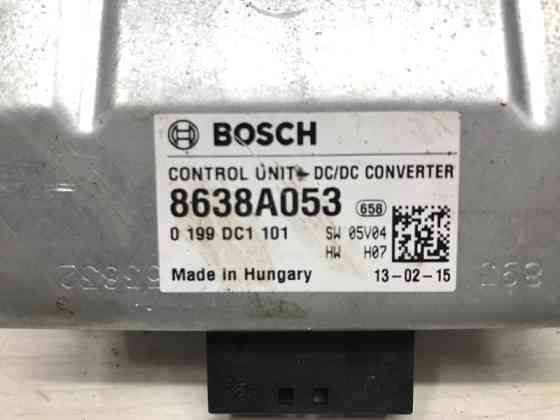 BOSCH
CONTROL UNIT - DC/DC CONVERTER
8638A053 658
0 199 DC1 101 SW 05V04
HW H07
Made in Hungary 13-02-15